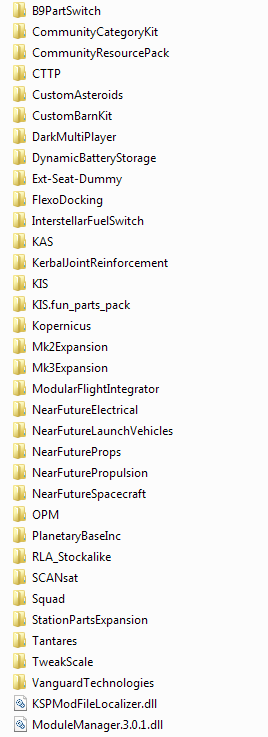 B9PartSwitch
CommunityCategoryKit
CommunityResourcePack
CTTP
CustomAsteroids
CustomBarnKit
DarkMultiPlayer
DynamicBatteryStorage
Ext-Seat-Dummy
FlexoDocking
InterstellarFuelSwitch
KAS
KerbalJointReinforcement
KIS
KIS.fun_parts_pack
Kopernicus
Mk2Expansion
Mk3Expansion
ModularFlightIntegrator
NearFutureElectrical
NearFutureLaunchVehicles
NearFutureProps
NearFuturePropulsion
NearFutureSpacecraft
OPM
PlanetaryBaseInc
RLA_Stockalike
SCANsat
Squad
StationPartsExpansion
Tantares
TweakScale
VanguardTechnologies
KSPModFileLocalizer.dll
ModuleManager.3.0.1.dll